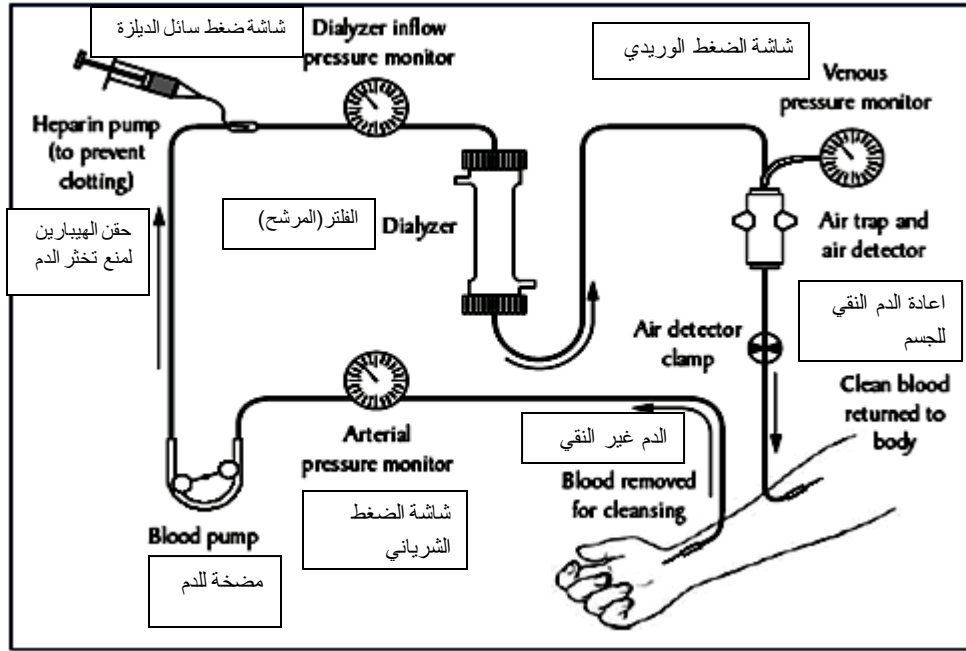 شاشة ضغط سائل الديلزة
Dialyzer inflow
pressure monitor
شاشة الضغط الوريدي
Venous
pressure monitor
Heparin pump
(to prevent
clotting)
حقن الهيبارين
لمنع تخثر الدم
الفلتر(المرشح)
Dialyzer
Air trap and
air detector
اعادة الدم النقي
للجسم
Air detector
clamp
Clean blood
returned to
body
Arterial
pressure monitor
شاشة الضغط
الشرياني
الدم غير النقي
Blood removed
for cleansing
Blood pump
مضخة للدم